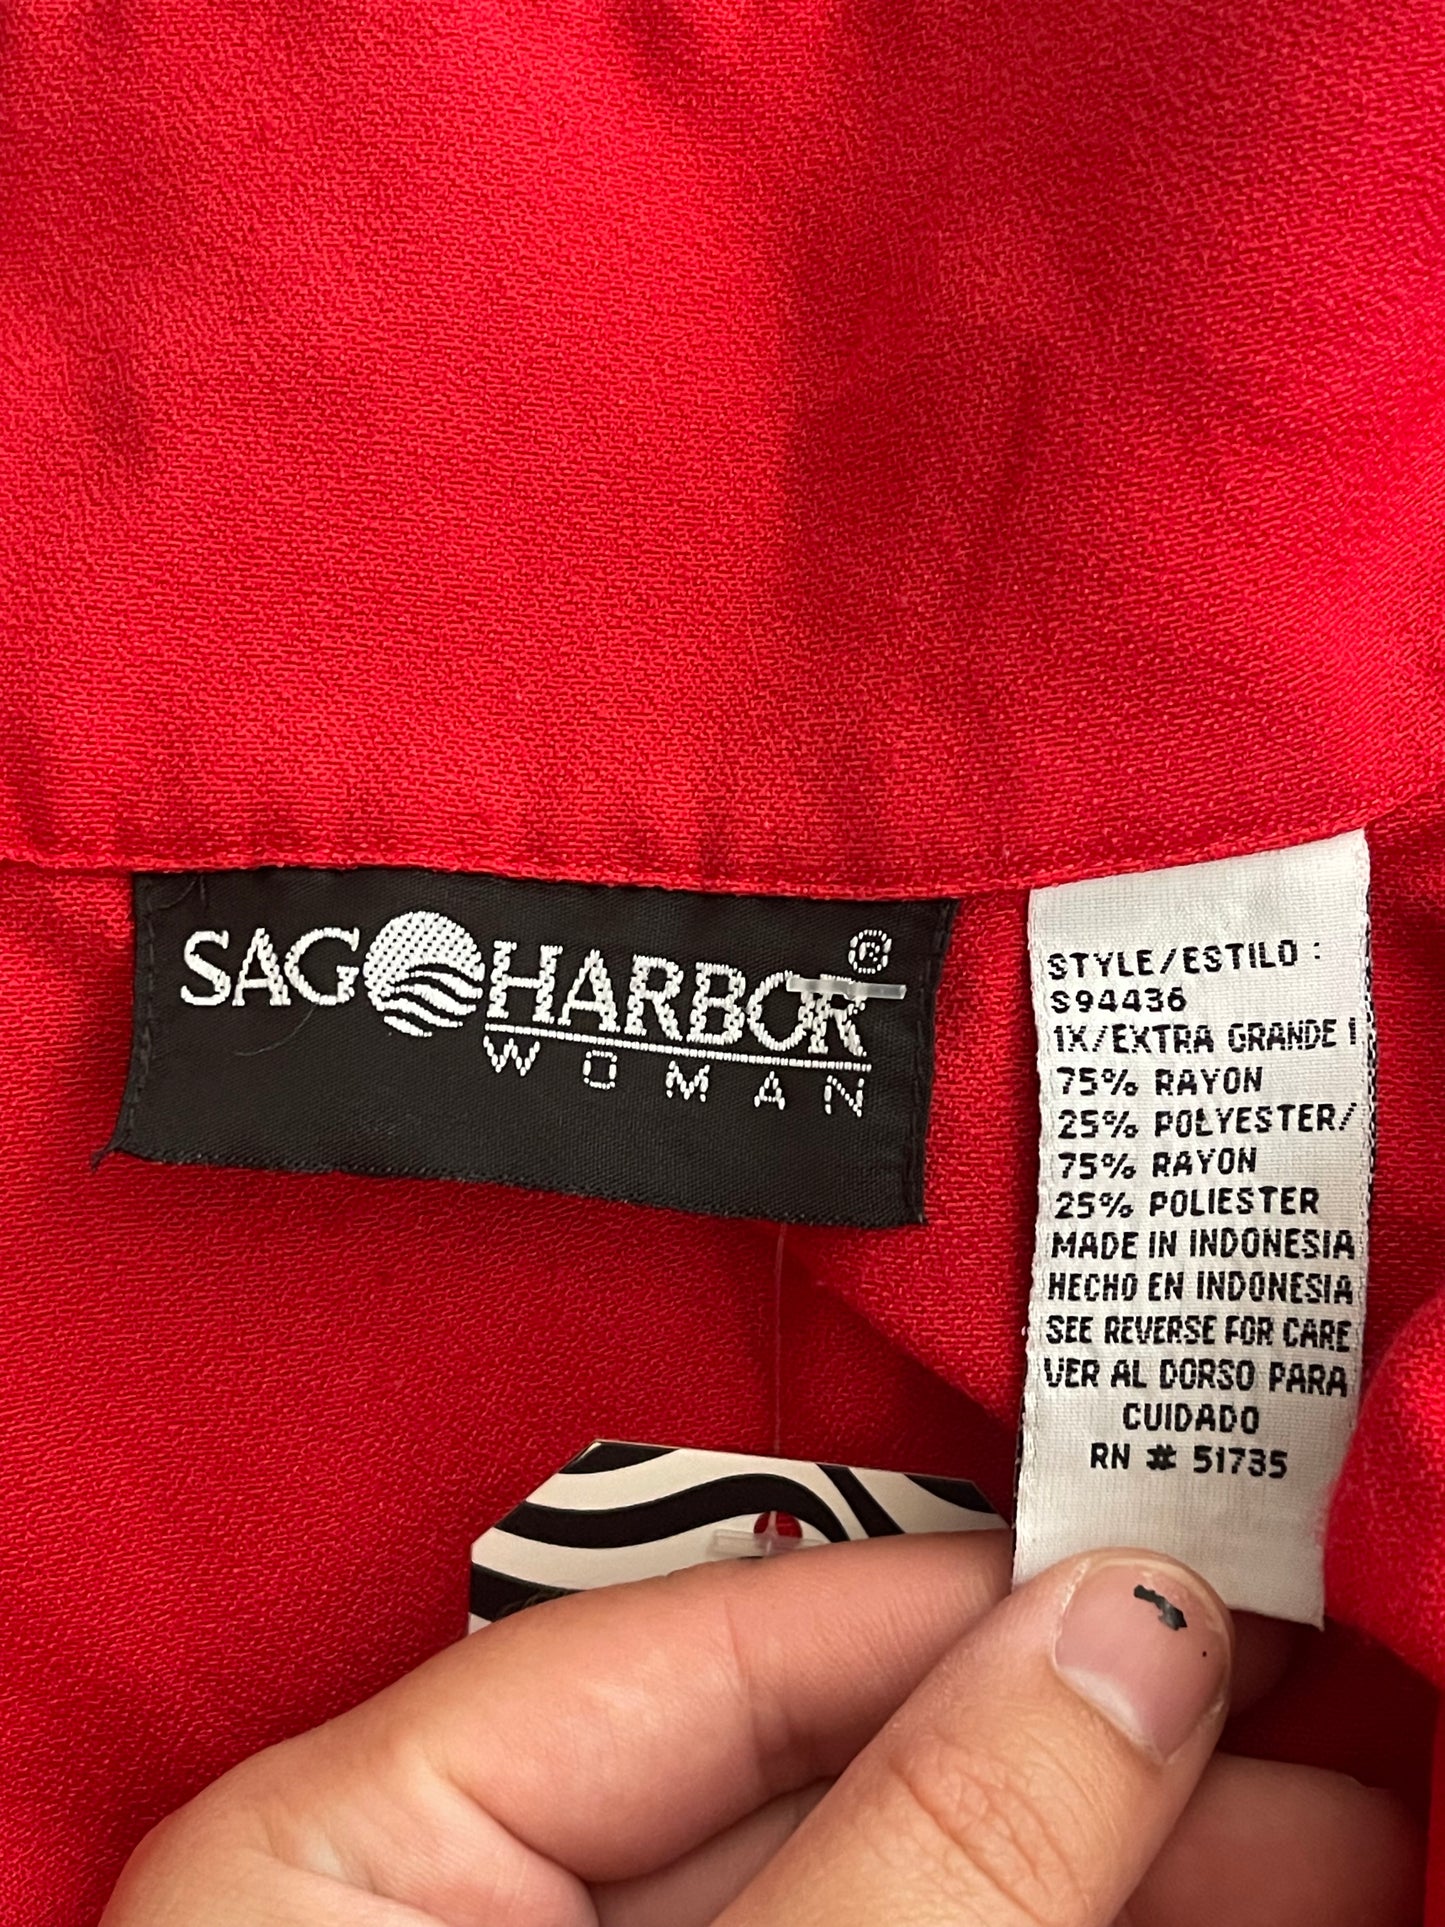 SAG HARBOR ®
WOMAN
STYLE/ESTILO :
S94436
1X/EXTRA GRANDE 1
75% RAYON
25% POLYESTER/
75% RAYON
25% POLIESTER
MADE IN INDONESIA
HECHO EN INDONESIA
SEE REVERSE FOR CARE
VER AL DORSO PARA
CUIDADO
RN # 51735